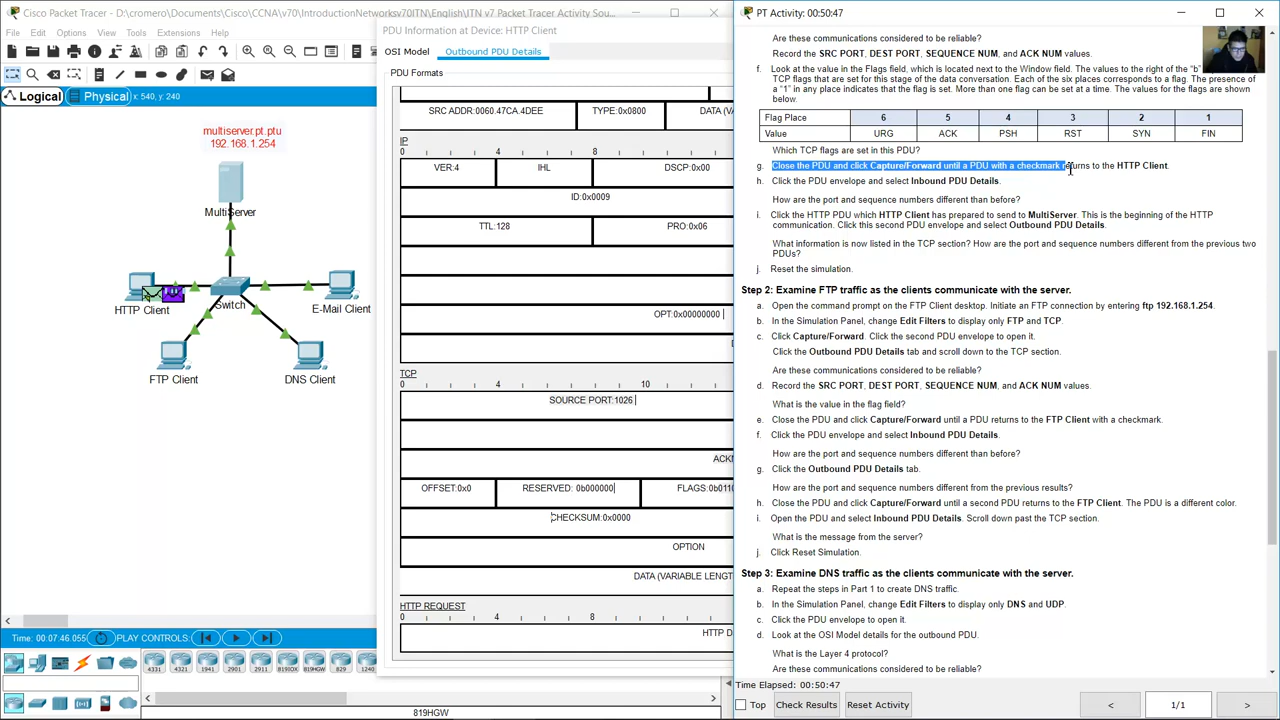 Cisco Packet Tracer - C:\Users\cromero\Documents\Cisco\CCNA\v70\IntroductionNetworksv70ITN\English\ITN v7 Packet Tracer Activity Sou...
File Edit Options View Tools Extensions Help
Logical Physical x: 540, y: 240
multiserver.pt.ptu
192.168.1.254
MultiServer
HTTP Client
Switch
E-Mail Client
FTP Client
DNS Client
Time: 00:07:46.055 PLAY CONTROLS:
4331 4321 1941 2901 2911 819IOX 819HGW 829 1240
819HGW
PDU Information at Device: HTTP Client
OSI Model Outbound PDU Details
PDU Formats
SRC ADDR:0060.47CA.4DEE TYPE:0x0800 DATA (V
IP
0 4 8
VER:4 IHL DSCP:0x00
ID:0x0009
TTL:128 PRO:0x06
OPT:0x00000000
D
TCP
0 4 10
SOURCE PORT:1026
ACKN
OFFSET:0x0 RESERVED: 0b000000 FLAGS:0b0110
CHECKSUM:0x0000
OPTION
DATA (VARIABLE LENGT
HTTP REQUEST
0 4 8
HTTP D
PT Activity: 00:50:47
Are these communications considered to be reliable?
Record the SRC PORT, DEST PORT, SEQUENCE NUM, and ACK NUM values.
f. Look at the value in the Flags field, which is located next to the Window field. The values to the right of the "b"
TCP flags that are set for this stage of the data conversation. Each of the six places corresponds to a flag. The presence of
a "1" in any place indicates that the flag is set. More than one flag can be set at a time. The values for the flags are shown
below.
Flag Place 6 5 4 3 2 1
Value URG ACK PSH RST SYN FIN
Which TCP flags are set in this PDU?
g. Close the PDU and click Capture/Forward until a PDU with a checkmark returns to the HTTP Client.
h. Click the PDU envelope and select Inbound PDU Details.
How are the port and sequence numbers different than before?
i. Click the HTTP PDU which HTTP Client has prepared to send to MultiServer. This is the beginning of the HTTP
communication. Click this second PDU envelope and select Outbound PDU Details.
What information is now listed in the TCP section? How are the port and sequence numbers different from the previous two
PDUs?
j. Reset the simulation.
Step 2: Examine FTP traffic as the clients communicate with the server.
a. Open the command prompt on the FTP Client desktop. Initiate an FTP connection by entering ftp 192.168.1.254.
b. In the Simulation Panel, change Edit Filters to display only FTP and TCP.
c. Click Capture/Forward. Click the second PDU envelope to open it.
Click the Outbound PDU Details tab and scroll down to the TCP section.
Are these communications considered to be reliable?
d. Record the SRC PORT, DEST PORT, SEQUENCE NUM, and ACK NUM values.
What is the value in the flag field?
e. Close the PDU and click Capture/Forward until a PDU returns to the FTP Client with a checkmark.
f. Click the PDU envelope and select Inbound PDU Details.
How are the port and sequence numbers different than before?
g. Click the Outbound PDU Details tab.
How are the port and sequence numbers different from the previous results?
h. Close the PDU and click Capture/Forward until a second PDU returns to the FTP Client. The PDU is a different color.
i. Open the PDU and select Inbound PDU Details. Scroll down past the TCP section.
What is the message from the server?
j. Click Reset Simulation.
Step 3: Examine DNS traffic as the clients communicate with the server.
a. Repeat the steps in Part 1 to create DNS traffic.
b. In the Simulation Panel, change Edit Filters to display only DNS and UDP.
c. Click the PDU envelope to open it.
d. Look at the OSI Model details for the outbound PDU.
What is the Layer 4 protocol?
Are these communications considered to be reliable?
Time Elapsed: 00:50:47
Top Check Results Reset Activity < 1/1 >